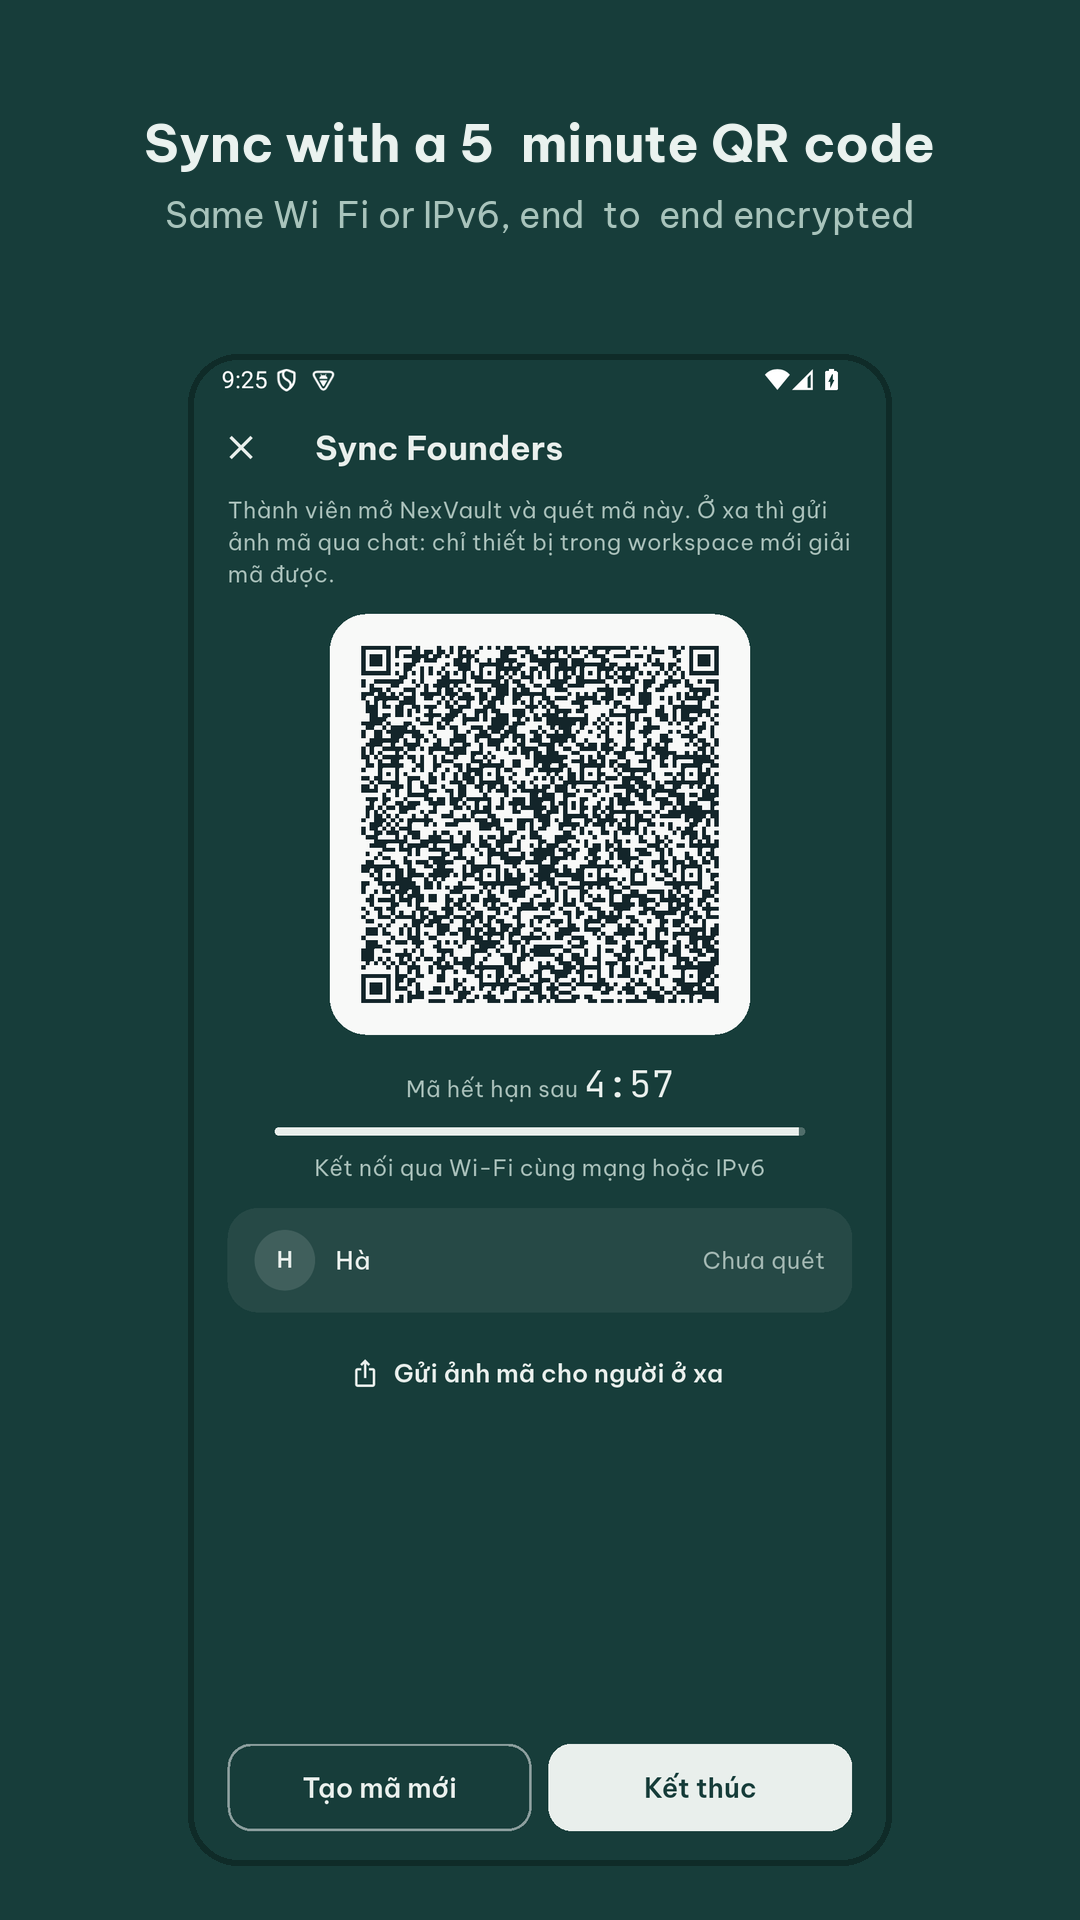 Sync with a 5  minute QR code
Same Wi  Fi or IPv6, end  to  end encrypted
9:25
Sync Founders
Thành viên mở NexVault và quét mã này. Ở xa thì gửi
ảnh mã qua chat: chỉ thiết bị trong workspace mới giải
mã được.
Mã hết hạn sau 4:57
Kết nối qua Wi-Fi cùng mạng hoặc IPv6
H Hà Chưa quét
Gửi ảnh mã cho người ở xa
Tạo mã mới Kết thúc